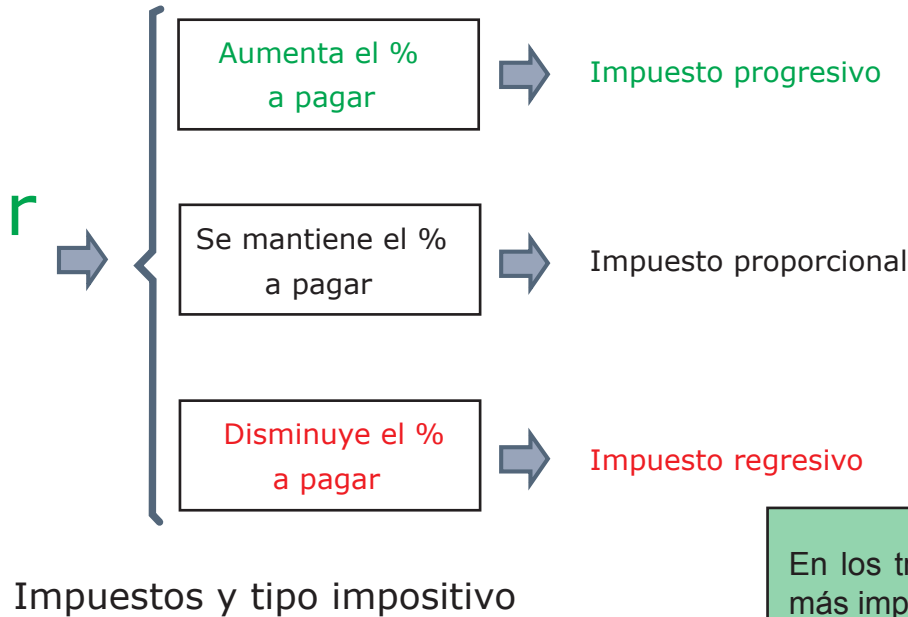 Aumenta el %
a pagar
Impuesto progresivo
r
Se mantiene el %
a pagar
Impuesto proporcional
Disminuye el %
a pagar
Impuesto regresivo
En los
más
Impuestos y tipo impositivo